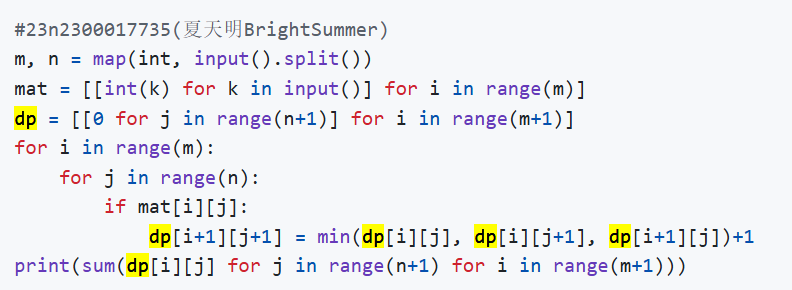 #23n2300017735(夏天明BrightSummer)
m, n = map(int, input().split())
mat = [[int(k) for k in input()] for i in range(m)]
dp = [[0 for j in range(n+1)] for i in range(m+1)]
for i in range(m):
    for j in range(n):
        if mat[i][j]:
            dp[i+1][j+1] = min(dp[i][j], dp[i][j+1], dp[i+1][j])+1
print(sum(dp[i][j] for j in range(n+1) for i in range(m+1)))